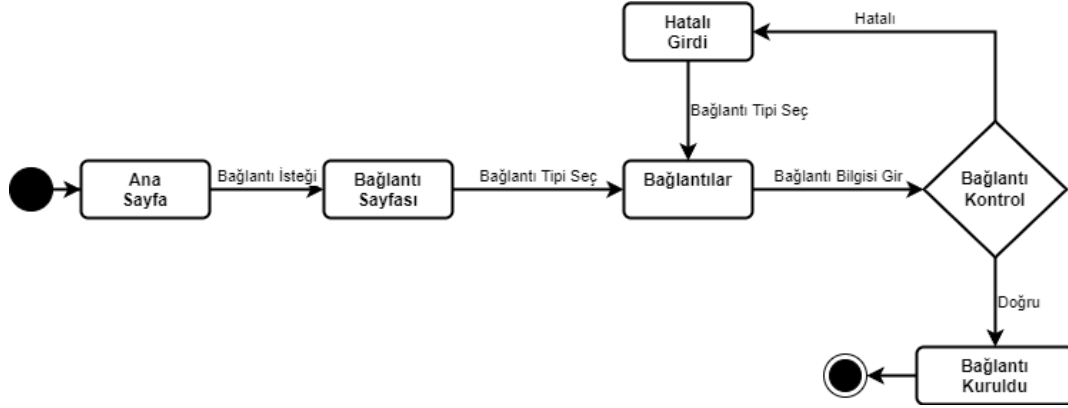 Hatalı
Girdi
Hatalı
Bağlantı Tipi Seç
Ana
Sayfa
Bağlantı İsteği
Bağlantı
Sayfası
Bağlantı Tipi Seç
Bağlantılar
Bağlantı Bilgisi Gir
Bağlantı
Kontrol
Doğru
Bağlantı
Kuruldu